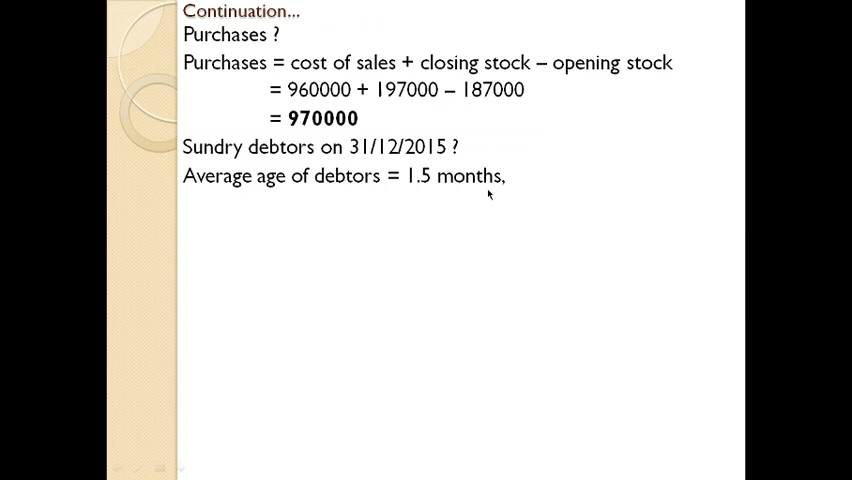 Continuation...
Purchases ?
Purchases = cost of sales + closing stock – opening stock
= 960000 + 197000 – 187000
= 970000
Sundry debtors on 31/12/2015 ?
Average age of debtors = 1.5 months,